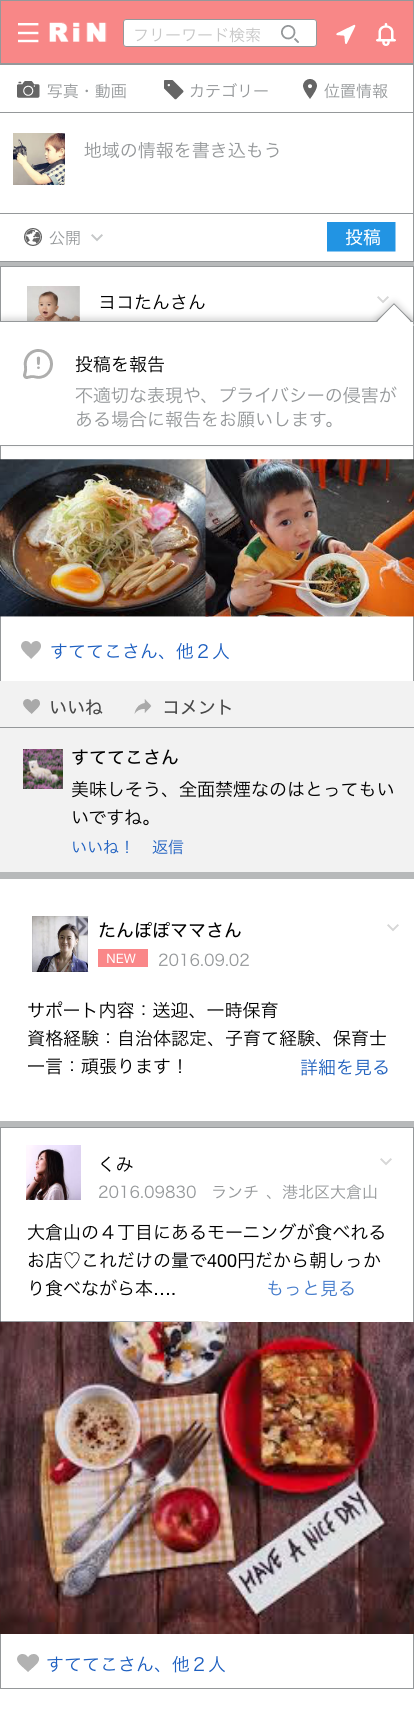 RiN
フリーワード検索
写真・動画
カテゴリー
位置情報
地域の情報を書き込もう
公開
投稿
ヨコたんさん
投稿を報告
不適切な表現や、プライバシーの侵害が
ある場合に報告をお願いします。
すててこさん、他２人
いいね
コメント
すててこさん
美味しそう、全面禁煙なのはとってもい
いですね。
いいね！ 返信
たんぽぽママさん
NEW 2016.09.02
サポート内容：送迎、一時保育
資格経験：自治体認定、子育て経験、保育士
一言：頑張ります！ 詳細を見る
くみ
2016.09830 ランチ 、港北区大倉山
大倉山の４丁目にあるモーニングが食べれる
お店♡これだけの量で400円だから朝しっか
り食べながら本.... もっと見る
HAVE A NICE DAY
すててこさん、他２人